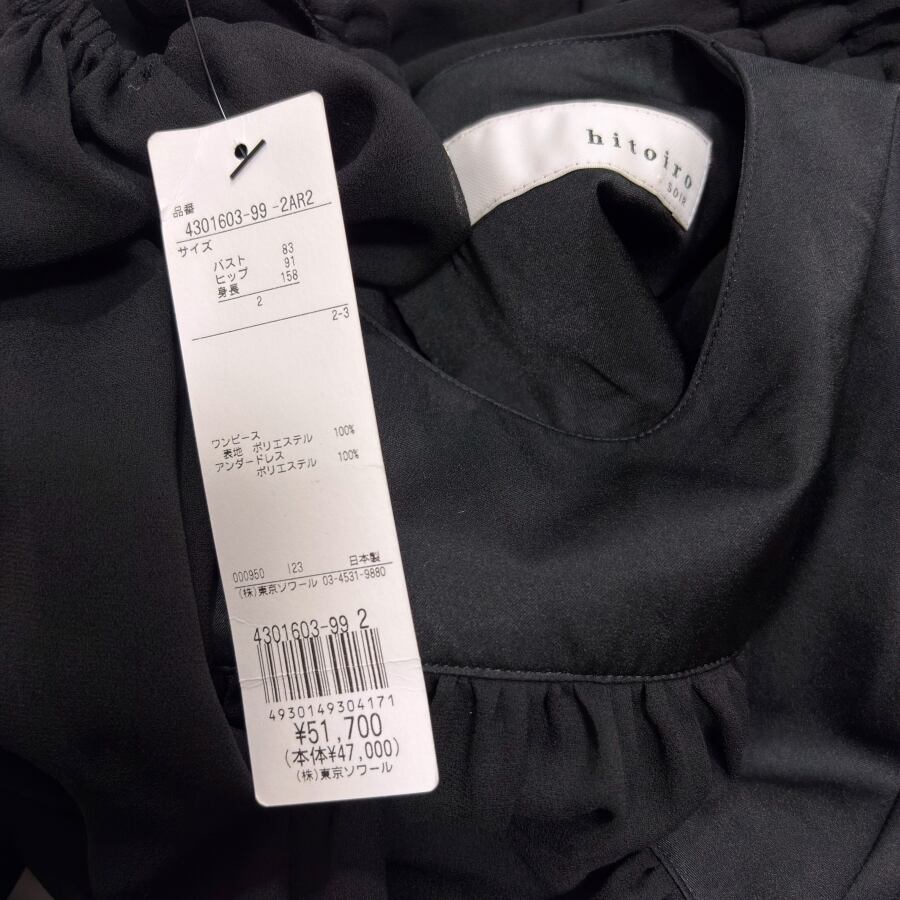 hitoiro
SOIR
品番
4301603-99 -2AR2
サイズ
バスト 83
ヒップ 91
身長 158
2
2-3
ワンピース
表地 ポリエステル 100%
アンダードレス
ポリエステル 100%
000950 123 日本製
(株)東京ソワール 03-4531-9880
4301603-99 2
4930149304171
¥51,700
(本体¥47,000)
(株)東京ソワール